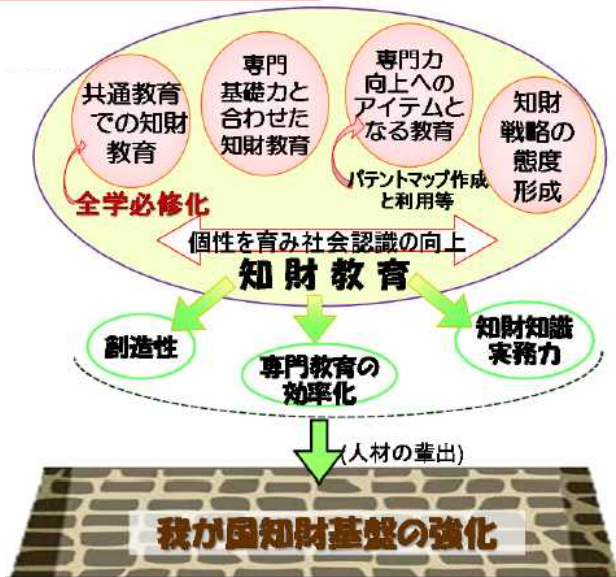 共通教育
での知財
教育
専門
基礎力と
合わせた
知財教育
専門力
向上への
アイテムと
なる教育
知財
戦略の
態度
形成
全学必修化
パテントマップ作成
と利用等
個性を育み社会認識の向上
知財教育
創造性
専門教育の
効率化
知財知識
実務力
(人材の輩出)
我が国知財基盤の強化